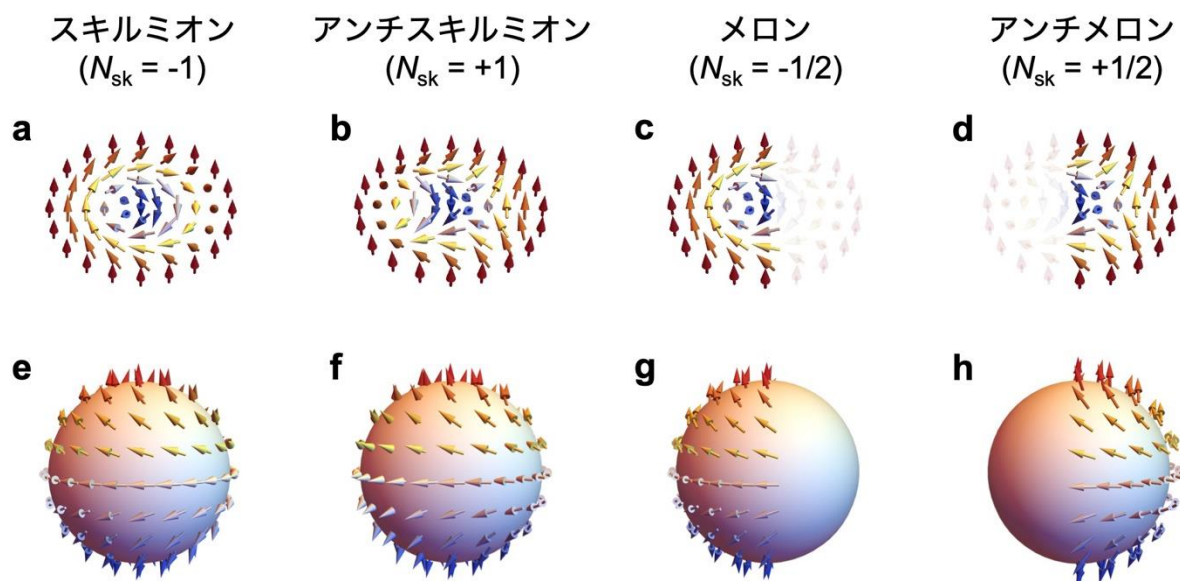 スキルミオン
(Nsk = -1)
アンチスキルミオン
(Nsk = +1)
メロン
(Nsk = -1/2)
アンチメロン
(Nsk = +1/2)
a
b
c
d
e
f
g
h